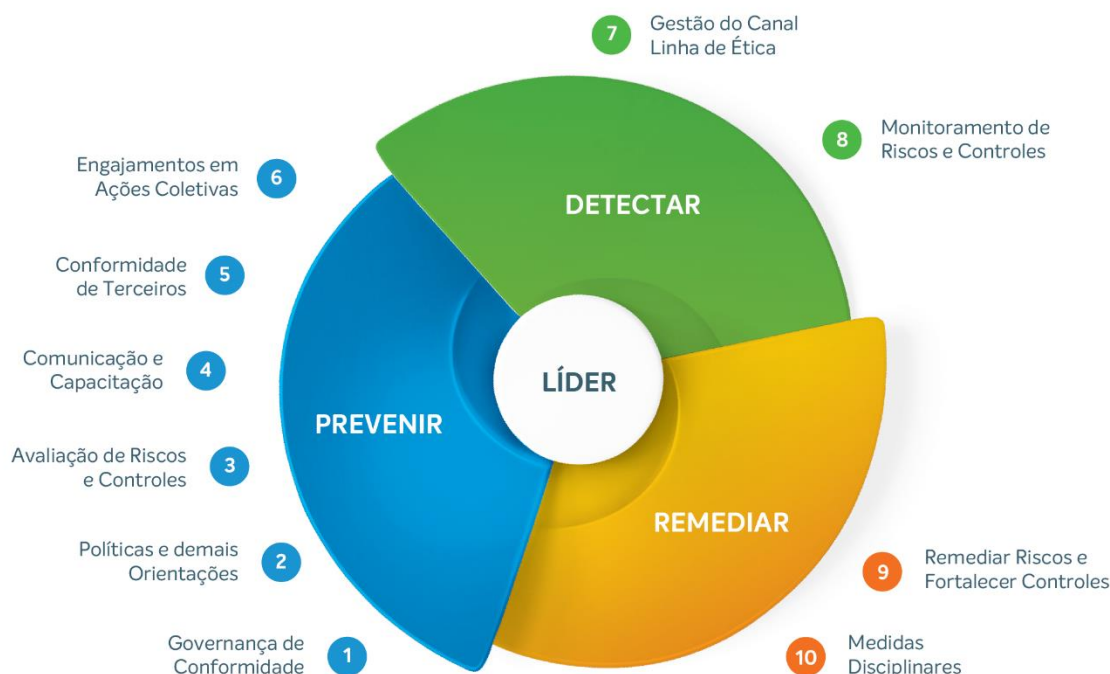 7
Gestão do Canal
Linha de Ética
8
Monitoramento de
Riscos e Controles
Engajamentos em
Ações Coletivas
6
DETECTAR
Conformidade
de Terceiros
5
Comunicação e
Capacitação
4
LÍDER
PREVENIR
Avaliação de Riscos
e Controles
3
REMEDIAR
Políticas e demais
Orientações
2
9
Remediar Riscos e
Fortalecer Controles
Governança de
Conformidade
1
10
Medidas
Disciplinares